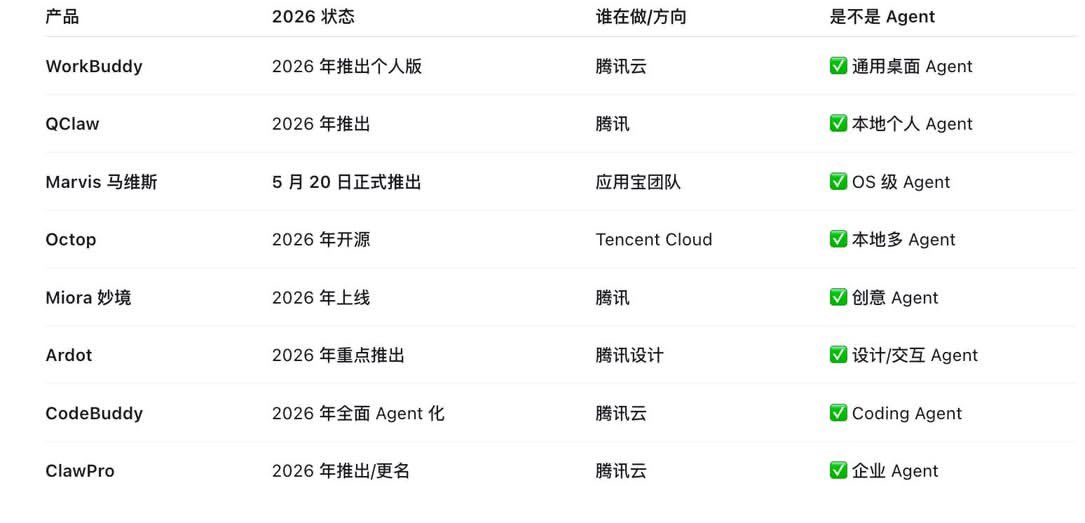 产品 2026 状态 谁在做/方向 是不是 Agent
WorkBuddy 2026 年推出个人版 腾讯云 ✅ 通用桌面 Agent
QClaw 2026 年推出 腾讯 ✅ 本地个人 Agent
Marvis 马维斯 5 月 20 日正式推出 应用宝团队 ✅ OS 级 Agent
Octop 2026 年开源 Tencent Cloud ✅ 本地多 Agent
Miora 妙境 2026 年上线 腾讯 ✅ 创意 Agent
Ardot 2026 年重点推出 腾讯设计 ✅ 设计/交互 Agent
CodeBuddy 2026 年全面 Agent 化 腾讯云 ✅ Coding Agent
ClawPro 2026 年推出/更名 腾讯云 ✅ 企业 Agent